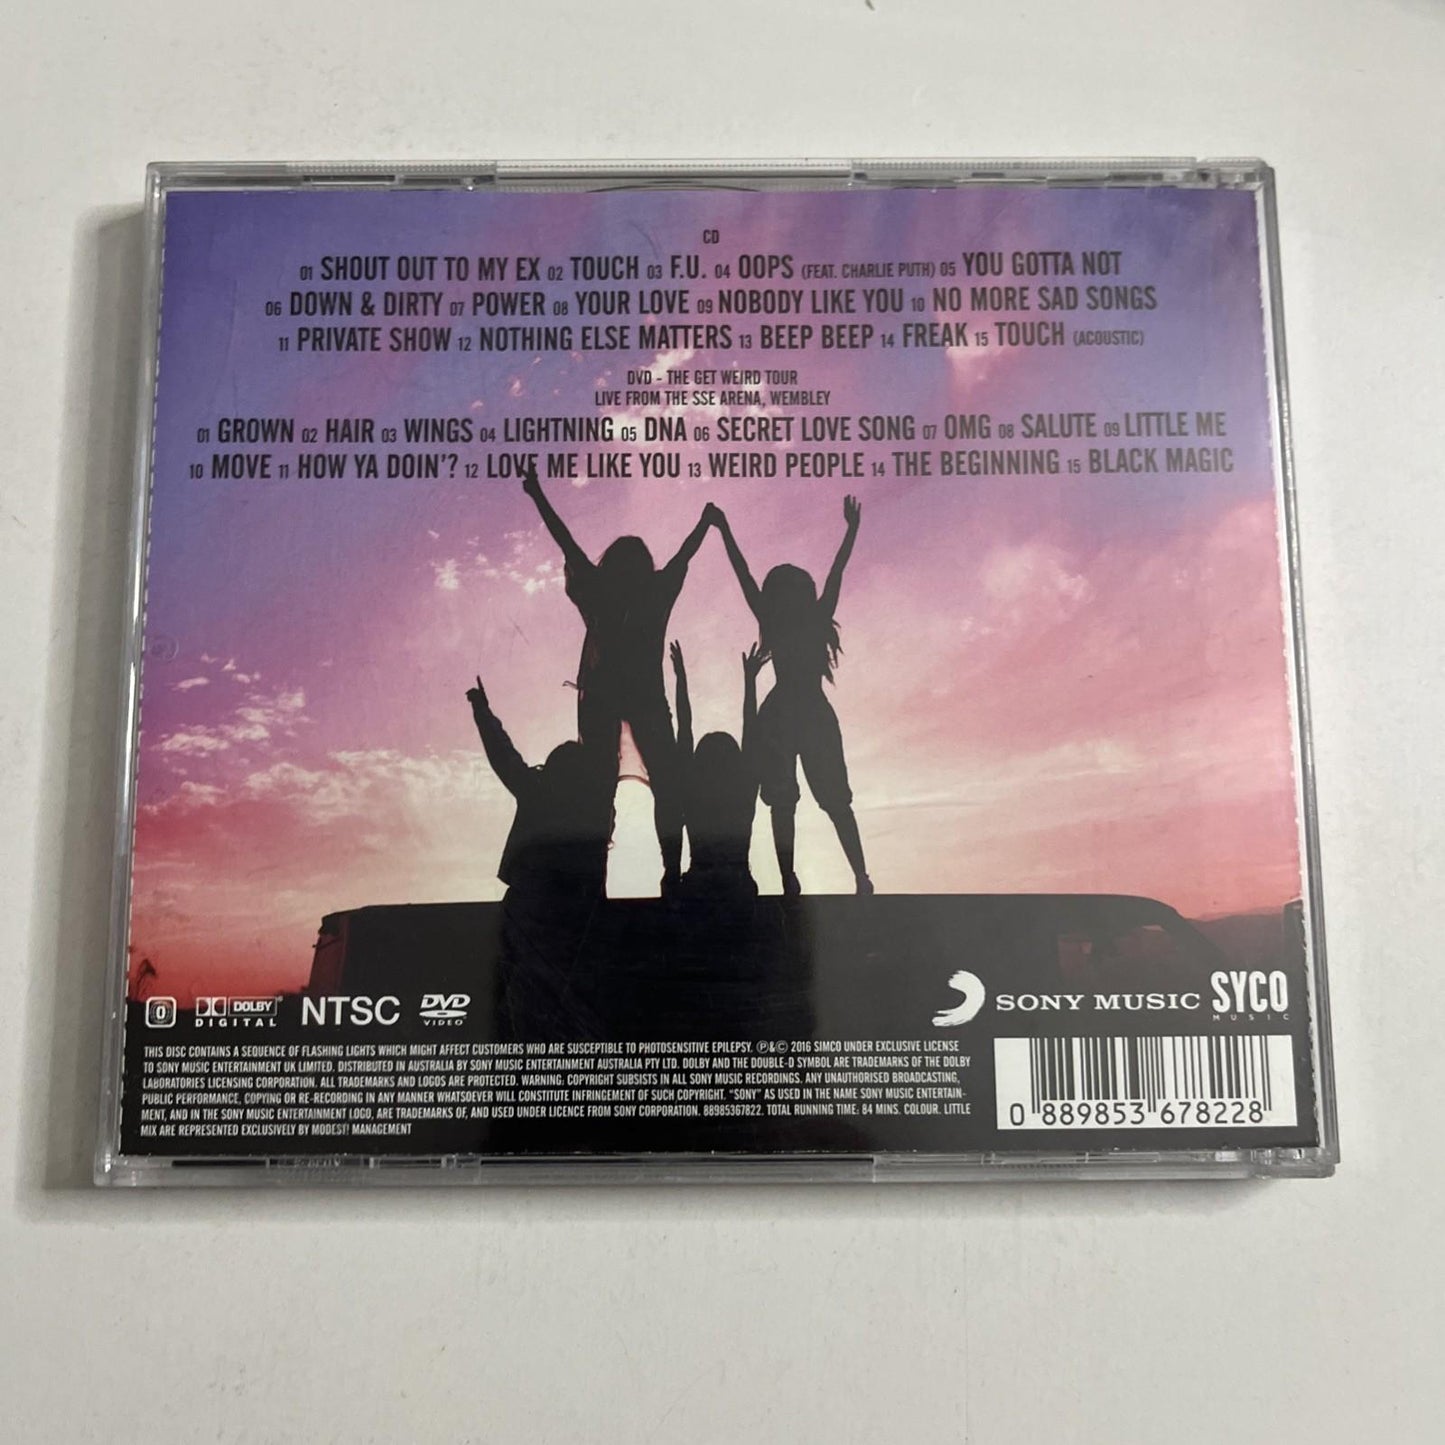 CD
01 SHOUT OUT TO MY EX 02 TOUCH 03 F.U. 04 OOPS (FEAT. CHARLIE PUTH) 05 YOU GOTTA NOT
06 DOWN & DIRTY 07 POWER 08 YOUR LOVE 09 NOBODY LIKE YOU 10 NO MORE SAD SONGS
11 PRIVATE SHOW 12 NOTHING ELSE MATTERS 13 BEEP BEEP 14 FREAK 15 TOUCH (ACOUSTIC)
DVD - THE GET WEIRD TOUR
LIVE FROM THE SSE ARENA, WEMBLEY
01 GROWN 02 HAIR 03 WINGS 04 LIGHTNING 05 DNA 06 SECRET LOVE SONG 07 OMG 08 SALUTE 09 LITTLE ME
10 MOVE 11 HOW YA DOIN'? 12 LOVE ME LIKE YOU 13 WEIRD PEOPLE 14 THE BEGINNING 15 BLACK MAGIC
0 DOLBY DIGITAL NTSC DVD VIDEO
SONY MUSIC SYCO MUSIC
THIS DISC CONTAINS A SEQUENCE OF FLASHING LIGHTS WHICH MIGHT AFFECT CUSTOMERS WHO ARE SUSCEPTIBLE TO PHOTOSENSITIVE EPILEPSY. ℗&© 2016 SIMCO UNDER EXCLUSIVE LICENSE
TO SONY MUSIC ENTERTAINMENT UK LIMITED. DISTRIBUTED IN AUSTRALIA BY SONY MUSIC ENTERTAINMENT AUSTRALIA PTY LTD. DOLBY AND THE DOUBLE-D SYMBOL ARE TRADEMARKS OF THE DOLBY
LABORATORIES LICENSING CORPORATION. ALL TRADEMARKS AND LOGOS ARE PROTECTED. WARNING: COPYRIGHT SUBSISTS IN ALL SONY MUSIC RECORDINGS. ANY UNAUTHORISED BROADCASTING,
PUBLIC PERFORMANCE, COPYING OR RE-RECORDING IN ANY MANNER WHATSOEVER WILL CONSTITUTE INFRINGEMENT OF SUCH COPYRIGHT. "SONY" AS USED IN THE NAME SONY MUSIC ENTERTAIN-
MENT, AND IN THE SONY MUSIC ENTERTAINMENT LOGO, ARE TRADEMARKS OF, AND USED UNDER LICENCE FROM SONY CORPORATION. 88985367822. TOTAL RUNNING TIME: 84 MINS. COLOUR. LITTLE
MIX ARE REPRESENTED EXCLUSIVELY BY MODEST! MANAGEMENT
0 889853 678228